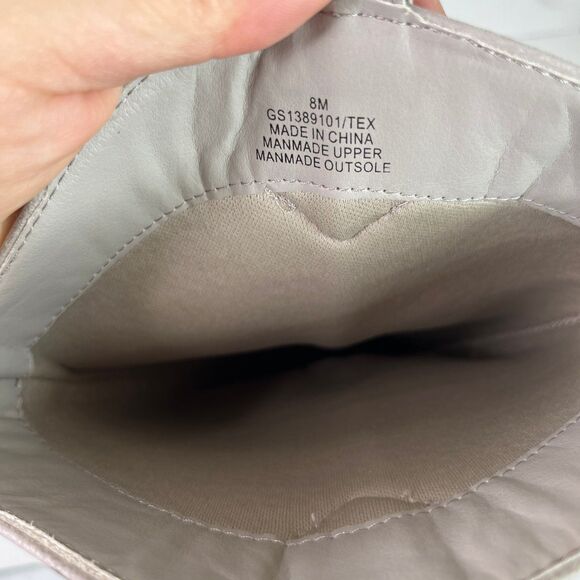 8M
GS1389101/TEX
MADE IN CHINA
MANMADE UPPER
MANMADE OUTSOLE